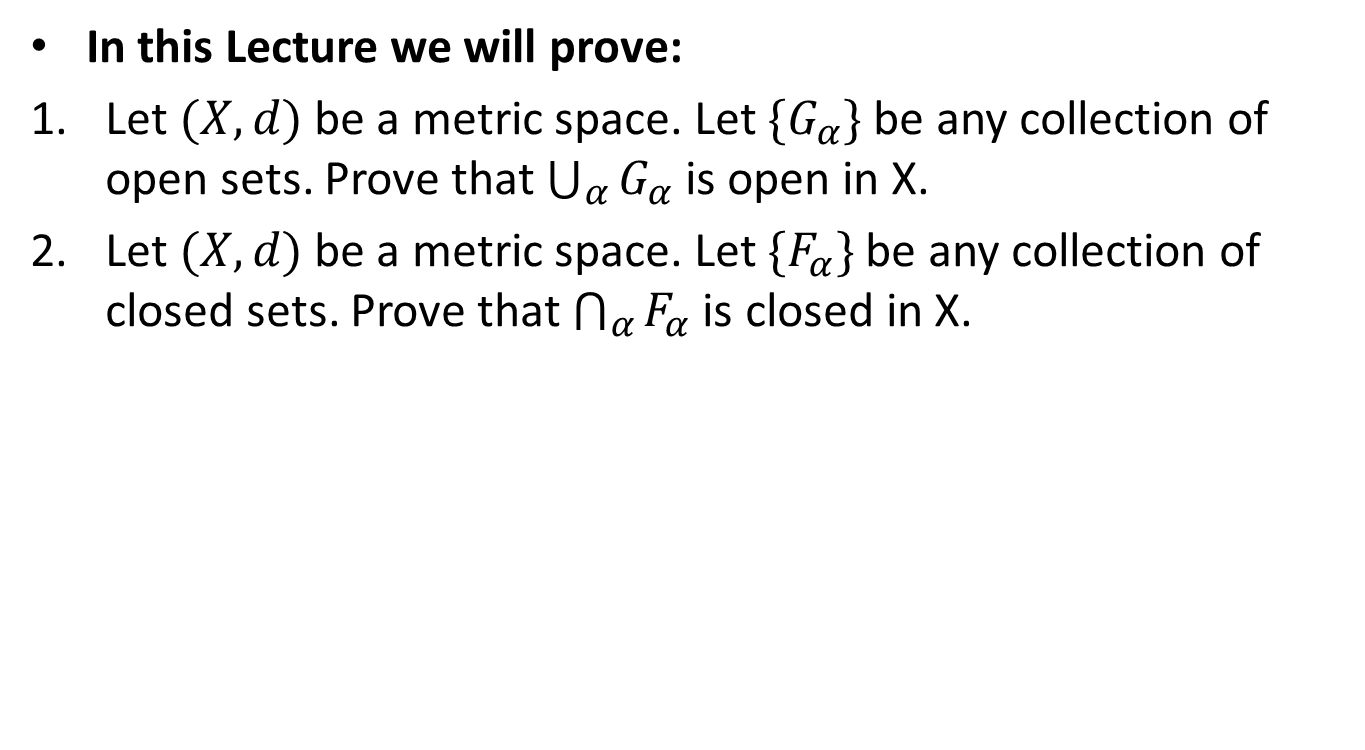 • In this Lecture we will prove:
1. Let (𝑋, 𝑑) be a metric space. Let {𝐺𝛼} be any collection of
open sets. Prove that ⋃𝛼 𝐺𝛼 is open in X.
2. Let (𝑋, 𝑑) be a metric space. Let {𝐹𝛼} be any collection of
closed sets. Prove that ⋂𝛼 𝐹𝛼 is closed in X.